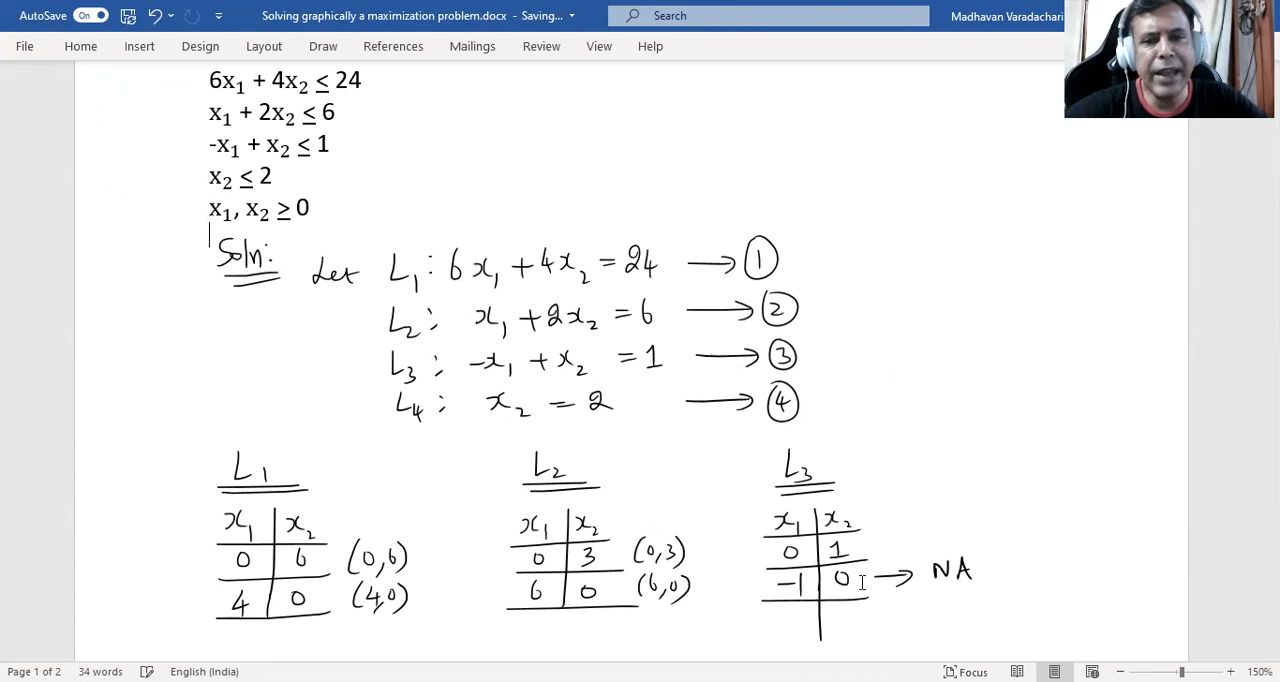 AutoSave On Solving graphically a maximization problem.docx - Saving... Search Madhavan Varadachari
File Home Insert Design Layout Draw References Mailings Review View Help
6x₁ + 4x₂ ≤ 24
x₁ + 2x₂ ≤ 6
-x₁ + x₂ ≤ 1
x₂ ≤ 2
x₁, x₂ ≥ 0
Soln:
Let L₁: 6x₁ + 4x₂ = 24 → ①
L₂: x₁ + 2x₂ = 6 → ②
L₃: -x₁ + x₂ = 1 → ③
L₄: x₂ = 2 → ④
L₁ L₂ L₃
x₁ x₂ x₁ x₂ x₁ x₂
0 6 (0,6) 0 3 (0,3) 0 1
4 0 (4,0) 6 0 (6,0) -1 0 → NA
Page 1 of 2 34 words English (India) Focus 150%